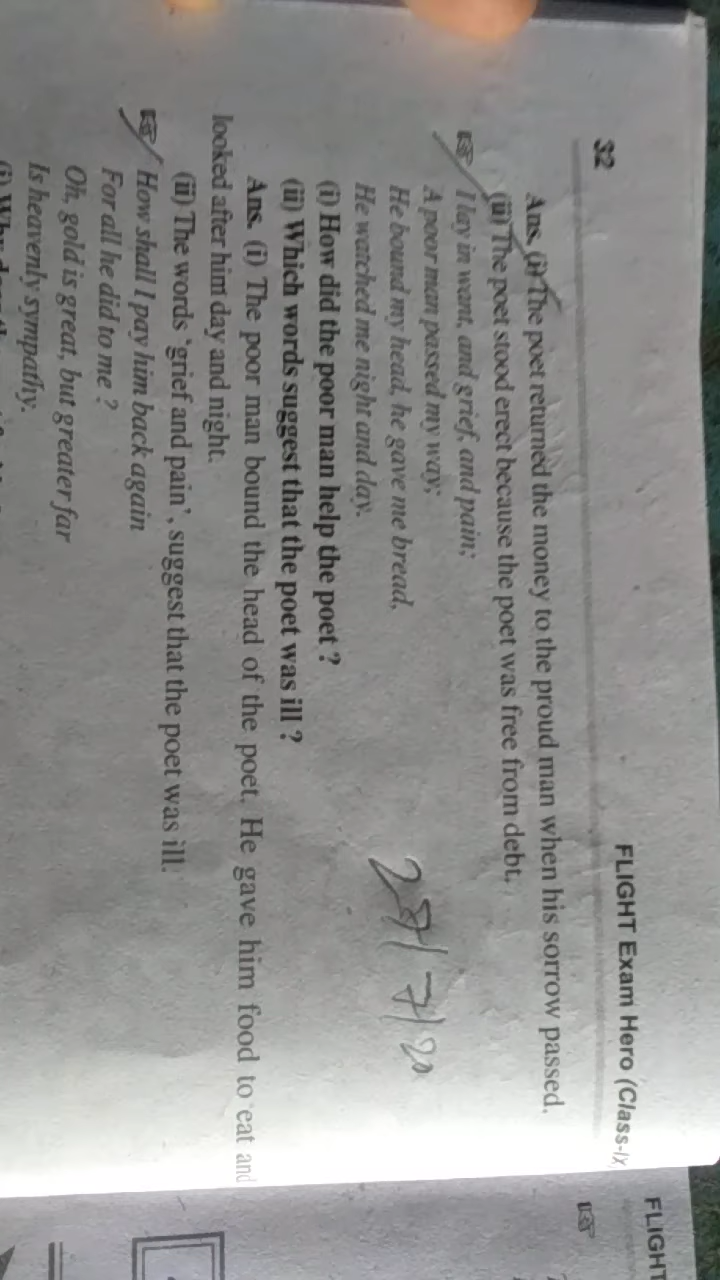 32
FLIGHT Exam Hero (Class-IX
Ans. (i) The poet returned the money to the proud man when his sorrow passed.
(ii) The poet stood erect because the poet was free from debt.
☞ I lay in want, and grief, and pain;
A poor man passed my way;
He bound my head, he gave me bread,
He watched me night and day.
(i) How did the poor man help the poet ?
(ii) Which words suggest that the poet was ill ?
27/7/20
Ans. (i) The poor man bound the head of the poet. He gave him food to eat and
looked after him day and night.
(ii) The words 'grief and pain', suggest that the poet was ill.
☞ How shall I pay him back again
For all he did to me ?
Oh, gold is great, but greater far
Is heavenly sympathy.
FLIGHT
☞